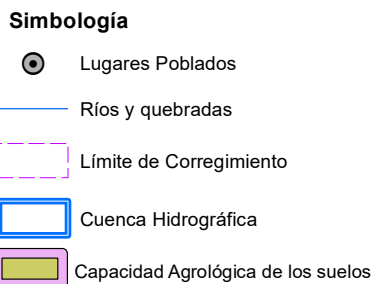 Simbología
Lugares Poblados
Ríos y quebradas
Límite de Corregimiento
Cuenca Hidrográfica
Capacidad Agrológica de los suelos